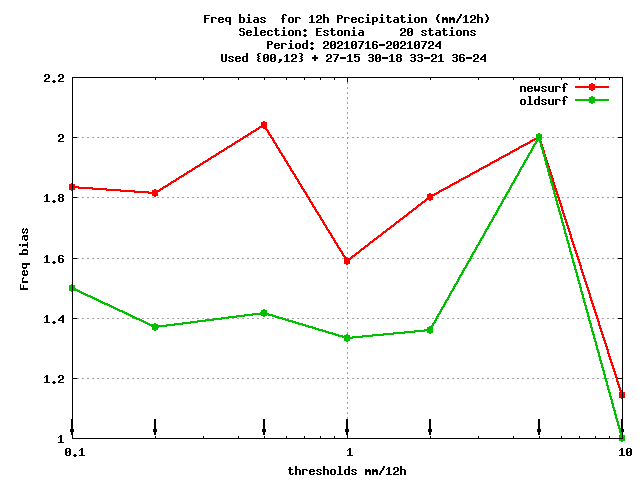 Freq bias  for 12h Precipitation (mm/12h)
Selection: Estonia     20 stations
Period: 20210716-20210724
Used {00,12} + 27-15 30-18 33-21 36-24
newsurf
oldsurf
2.2
2
1.8
1.6
1.4
1.2
1
Freq bias
0.1 1 10
thresholds mm/12h